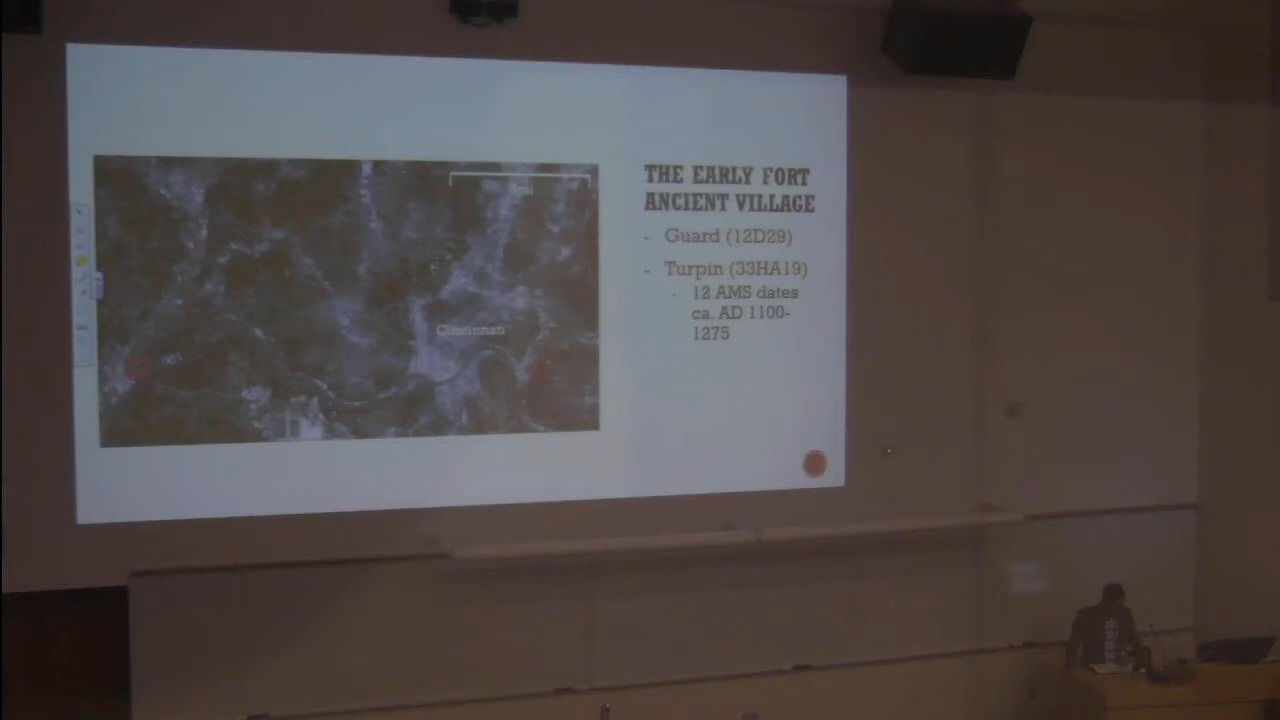 THE EARLY FORT
ANCIENT VILLAGE
- Guard (12D29)
- Turpin (33HA19)
- 12 AMS dates
ca. AD 1100-
1275
Cincinnati